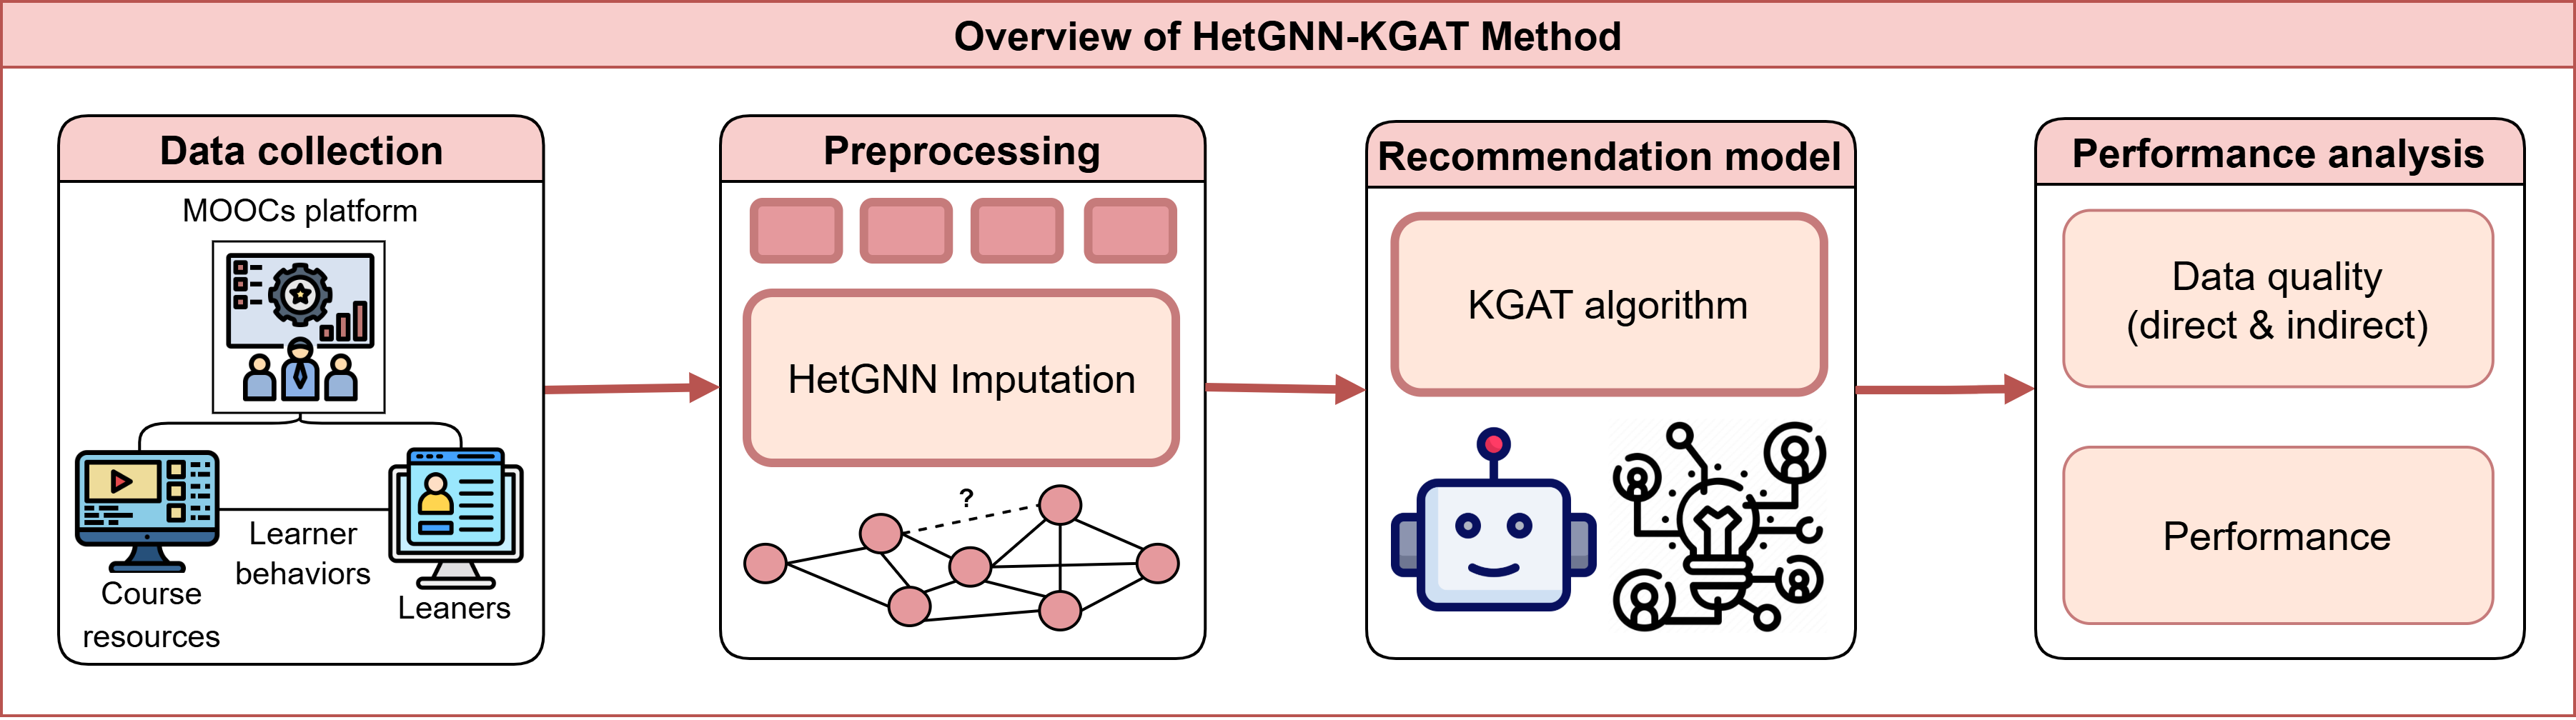 Overview of HetGNN-KGAT Method
Data collection
MOOCs platform
Learner
behaviors
Course
resources
Leaners
Preprocessing
HetGNN Imputation
?
Recommendation model
KGAT algorithm
Performance analysis
Data quality
(direct & indirect)
Performance